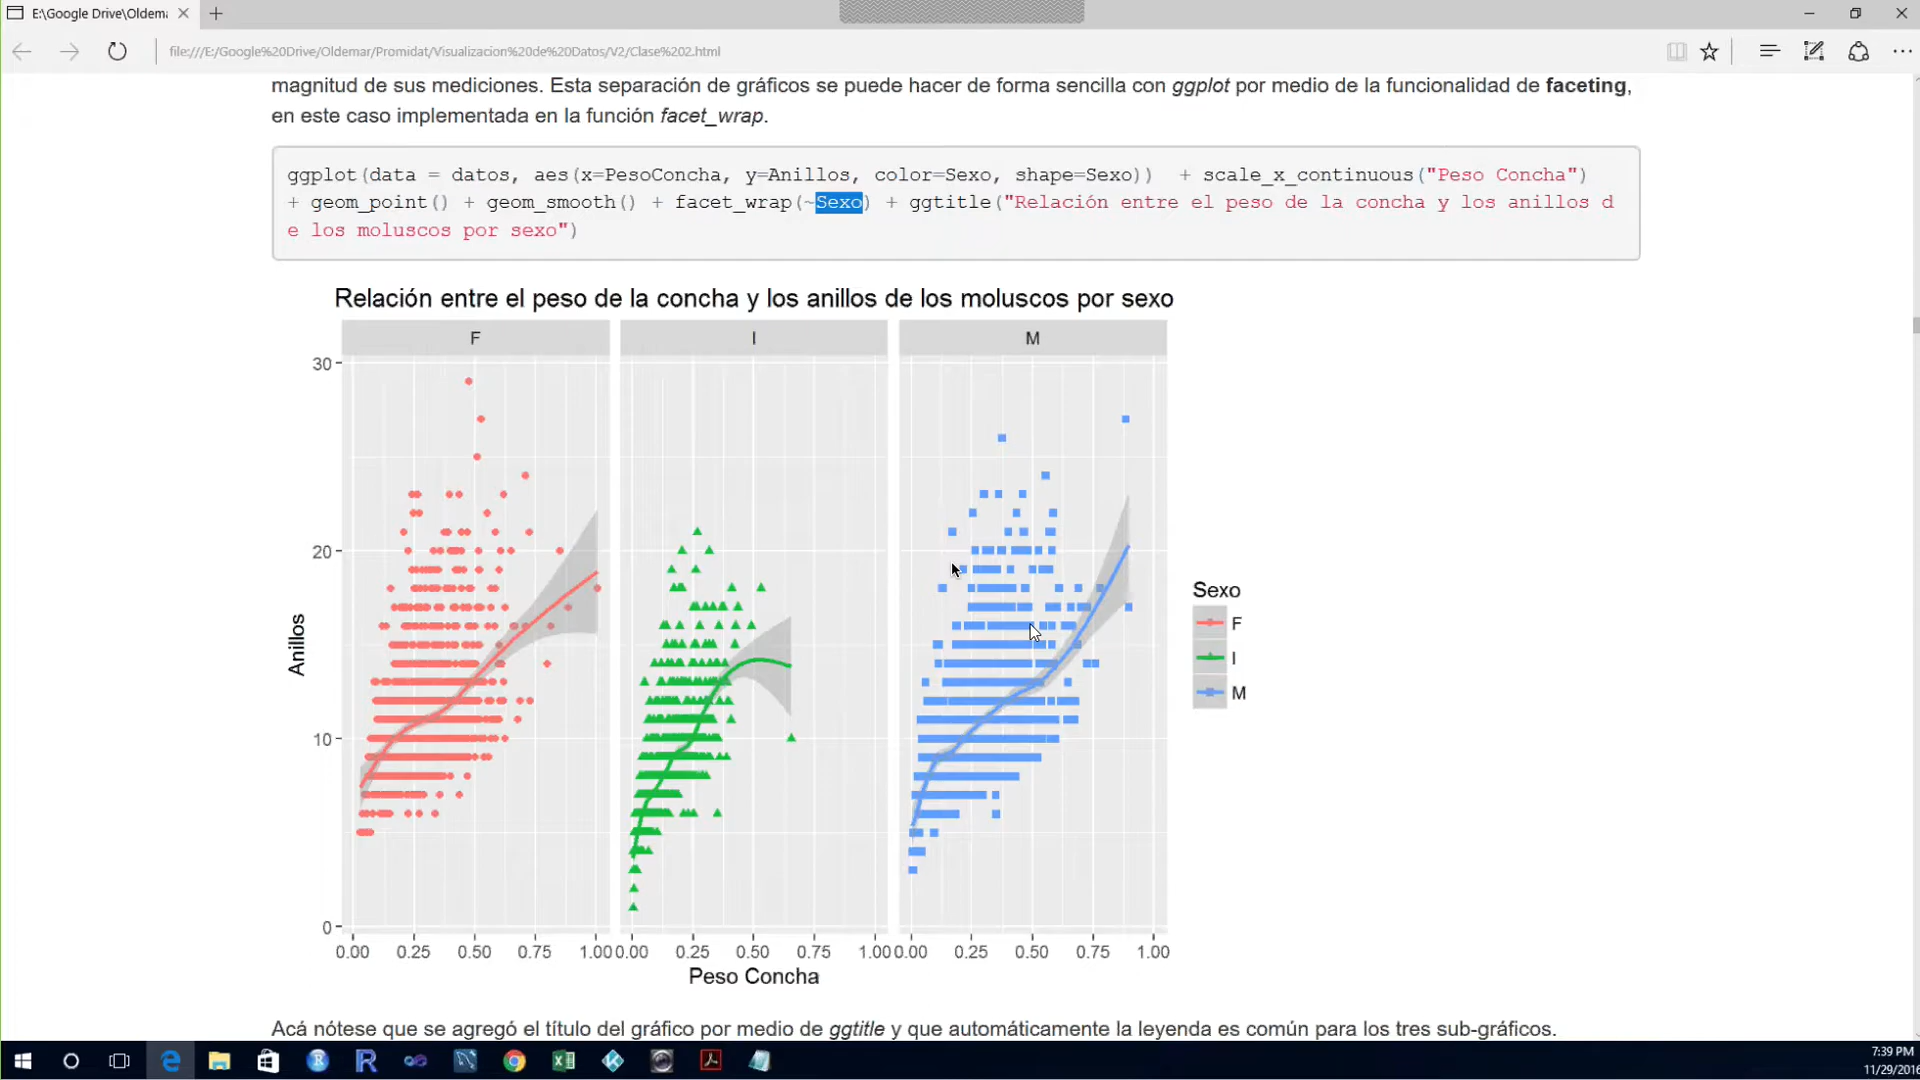 E:\Google Drive\Oldema
file:///E:/Google%20Drive/Oldemar/Promidat/Visualizacion%20de%20Datos/V2/Clase%202.html
magnitud de sus mediciones. Esta separación de gráficos se puede hacer de forma sencilla con ggplot por medio de la funcionalidad de faceting,
en este caso implementada en la función facet_wrap.
ggplot(data = datos, aes(x=PesoConcha, y=Anillos, color=Sexo, shape=Sexo))  + scale_x_continuous("Peso Concha")
+ geom_point() + geom_smooth() + facet_wrap(~Sexo) + ggtitle("Relación entre el peso de la concha y los anillos d
e los moluscos por sexo")
Relación entre el peso de la concha y los anillos de los moluscos por sexo
F I M
30
20
10
0
Anillos
0.00 0.25 0.50 0.75 1.00 0.00 0.25 0.50 0.75 1.00 0.00 0.25 0.50 0.75 1.00
Peso Concha
Sexo
F
I
M
Acá nótese que se agregó el título del gráfico por medio de ggtitle y que automáticamente la leyenda es común para los tres sub-gráficos.
7:39 PM
11/29/2016